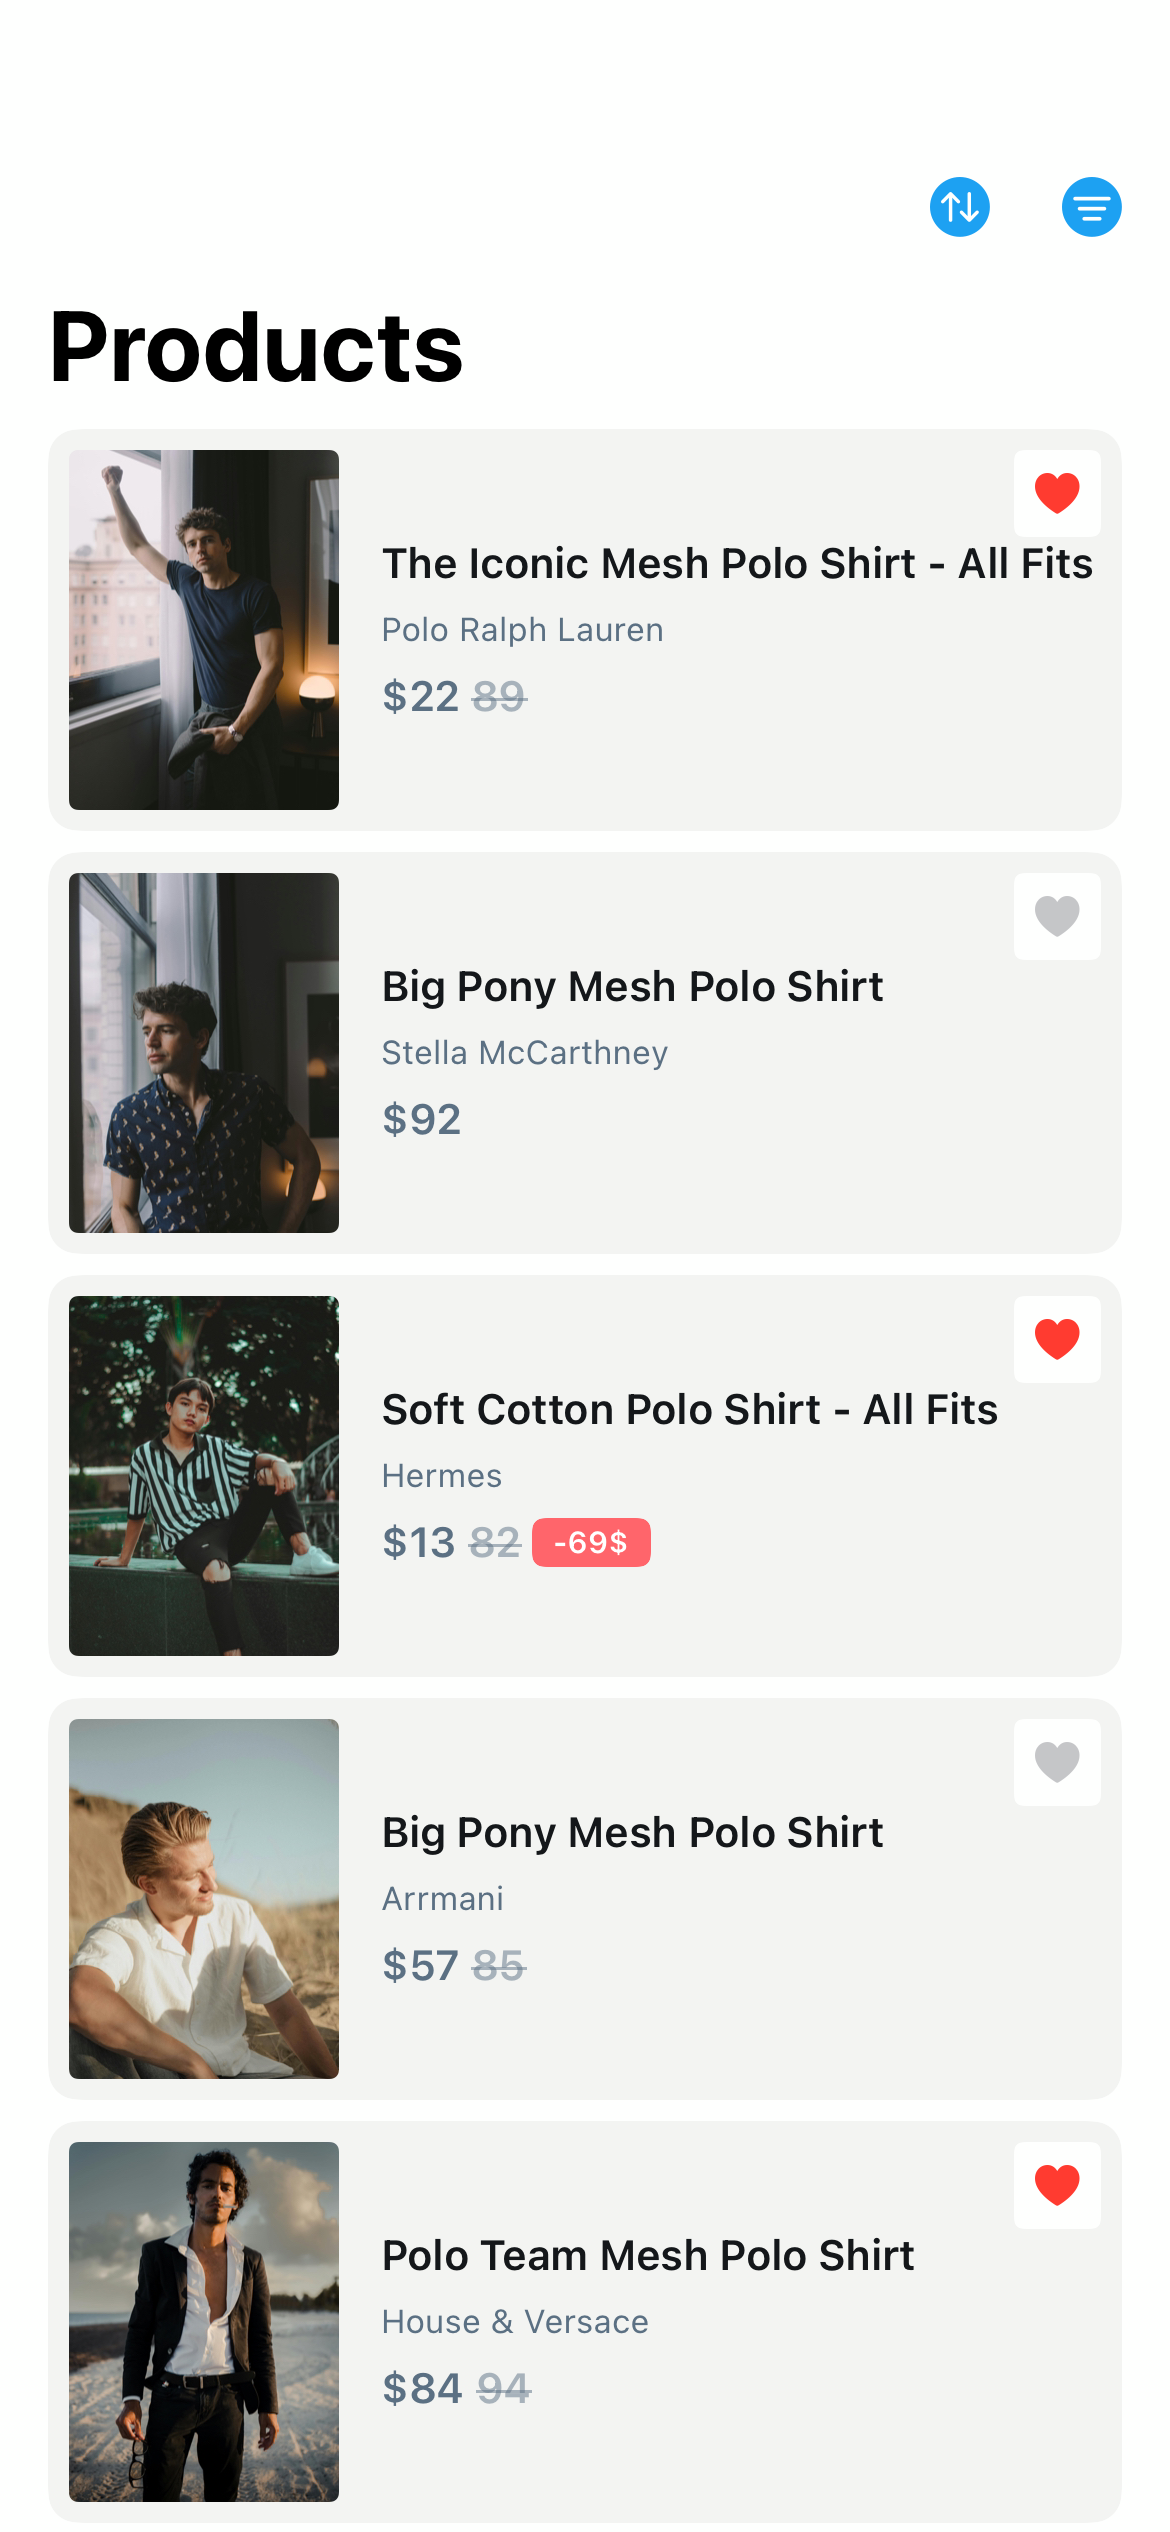 Products
The Iconic Mesh Polo Shirt - All Fits
Polo Ralph Lauren
$22 89
Big Pony Mesh Polo Shirt
Stella McCarthney
$92
Soft Cotton Polo Shirt - All Fits
Hermes
$13 82 -69$
Big Pony Mesh Polo Shirt
Arrmani
$57 85
Polo Team Mesh Polo Shirt
House & Versace
$84 94